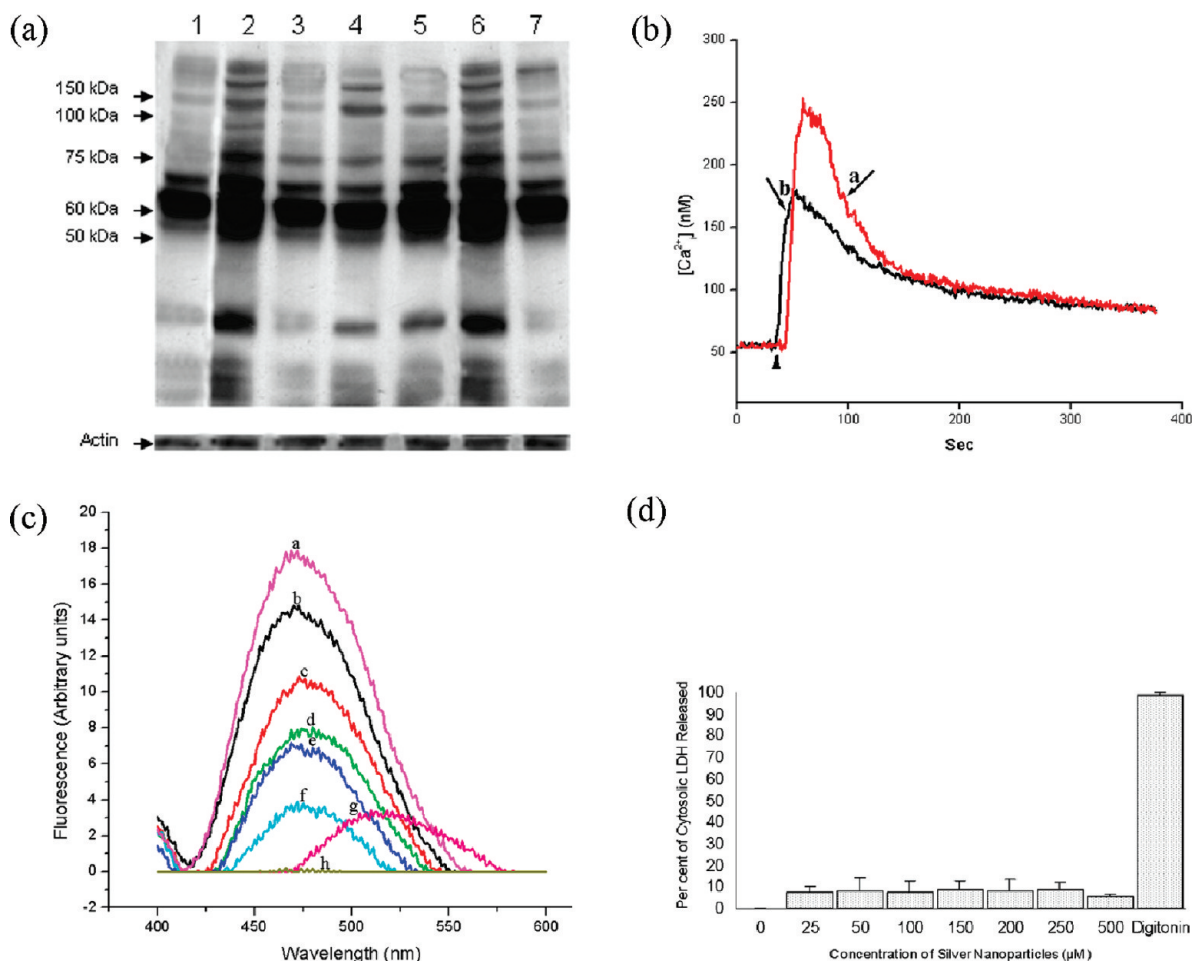 (a)
1 2 3 4 5 6 7
150 kDa
100 kDa
75 kDa
60 kDa
50 kDa
Actin
(b)
300
250
200
150
100
50
[Ca2+] (nM)
a
b
0 100 200 300 400
Sec
(c)
20
18
16
14
12
10
8
6
4
2
0
-2
Fluorescence (Arbitrary units)
a
b
c
d
e
f
g
h
400 450 500 550 600
Wavelength (nm)
(d)
100
90
80
70
60
50
40
30
20
10
0
Per cent of Cytosolic LDH Released
0 25 50 100 150 200 250 500 Digitonin
Concentration of Silver Nanoparticles (µM)